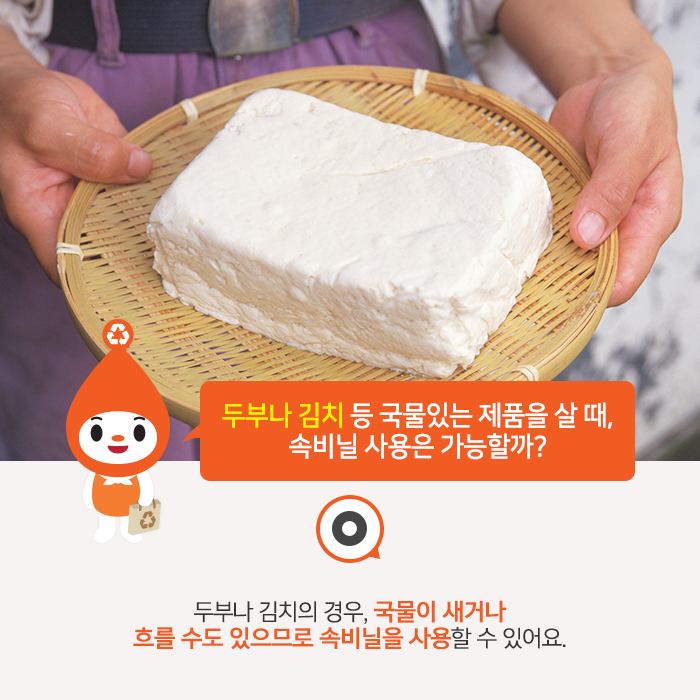 두부나 김치 등 국물있는 제품을 살 때,
속비닐 사용은 가능할까?
두부나 김치의 경우, 국물이 새거나
흐를 수도 있으므로 속비닐을 사용할 수 있어요.